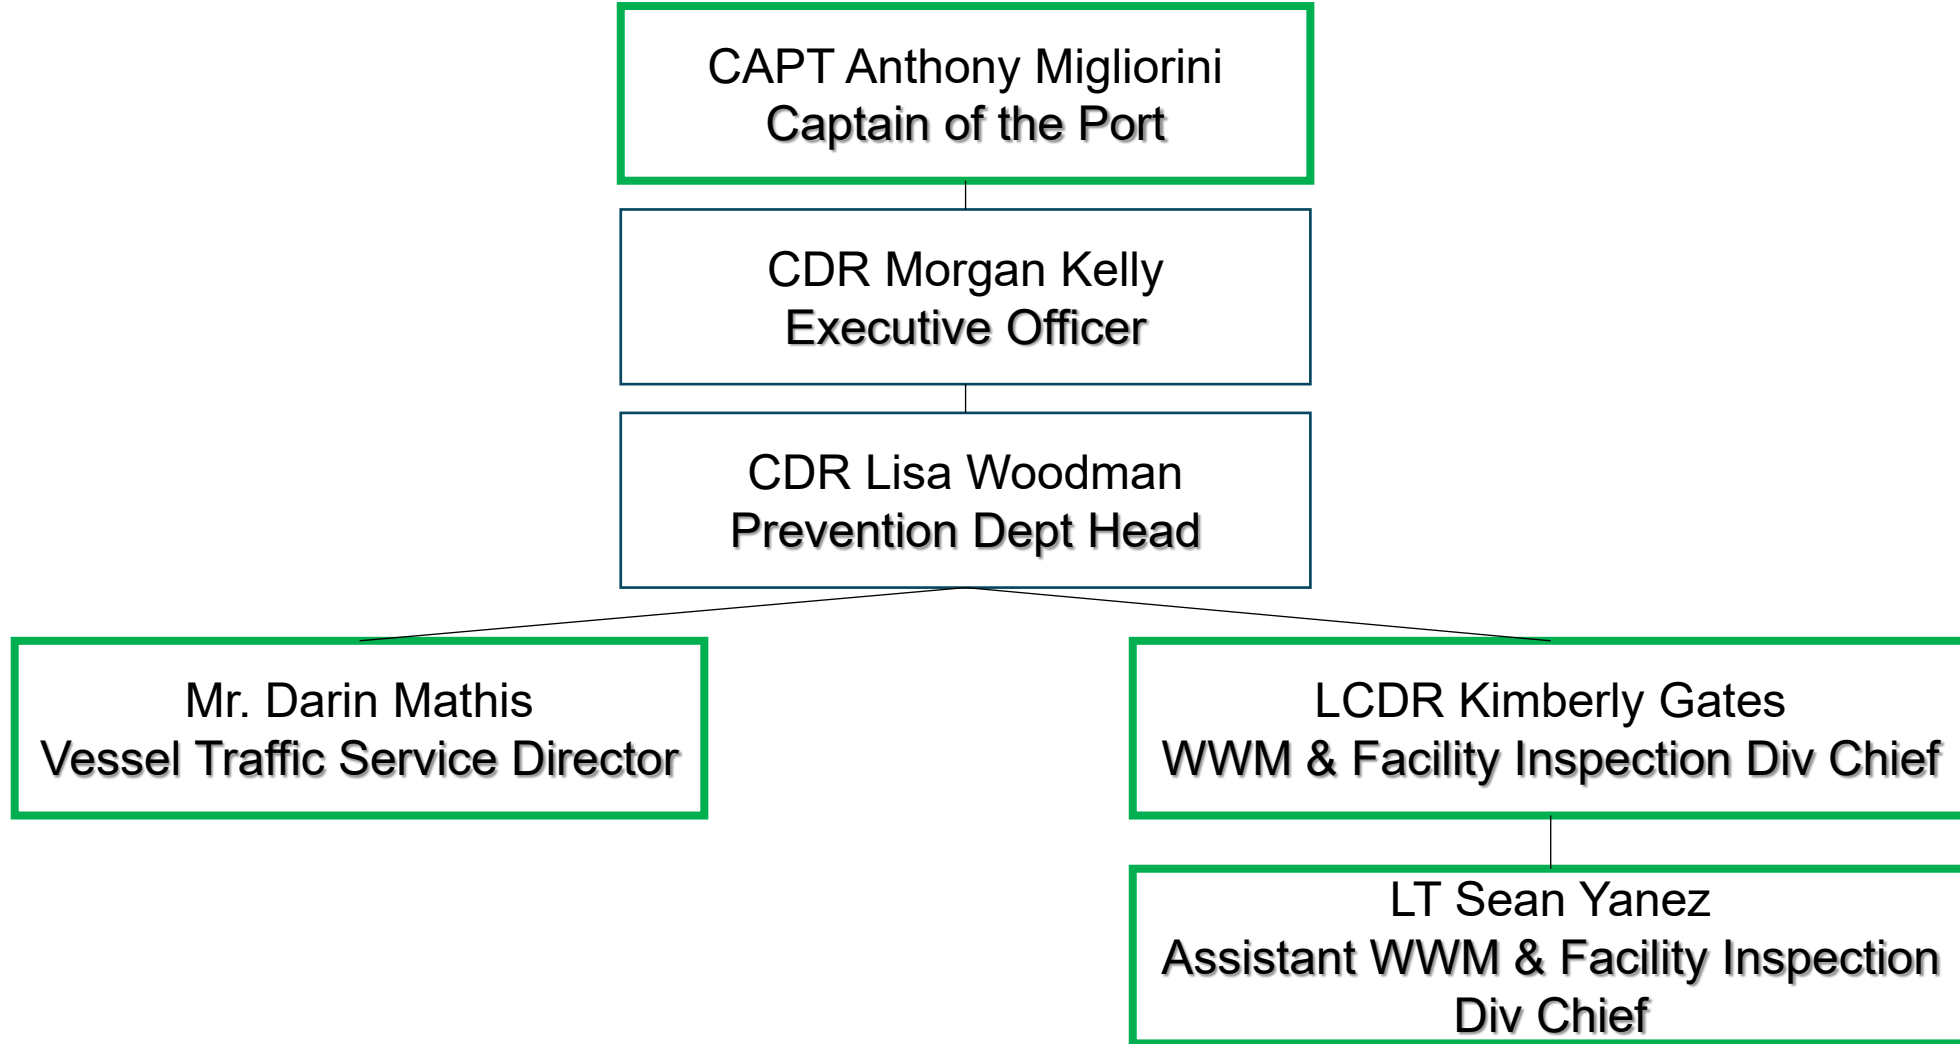 CAPT Anthony Migliorini
Captain of the Port
CDR Morgan Kelly
Executive Officer
CDR Lisa Woodman
Prevention Dept Head
Mr. Darin Mathis
Vessel Traffic Service Director
LCDR Kimberly Gates
WWM & Facility Inspection Div Chief
LT Sean Yanez
Assistant WWM & Facility Inspection
Div Chief